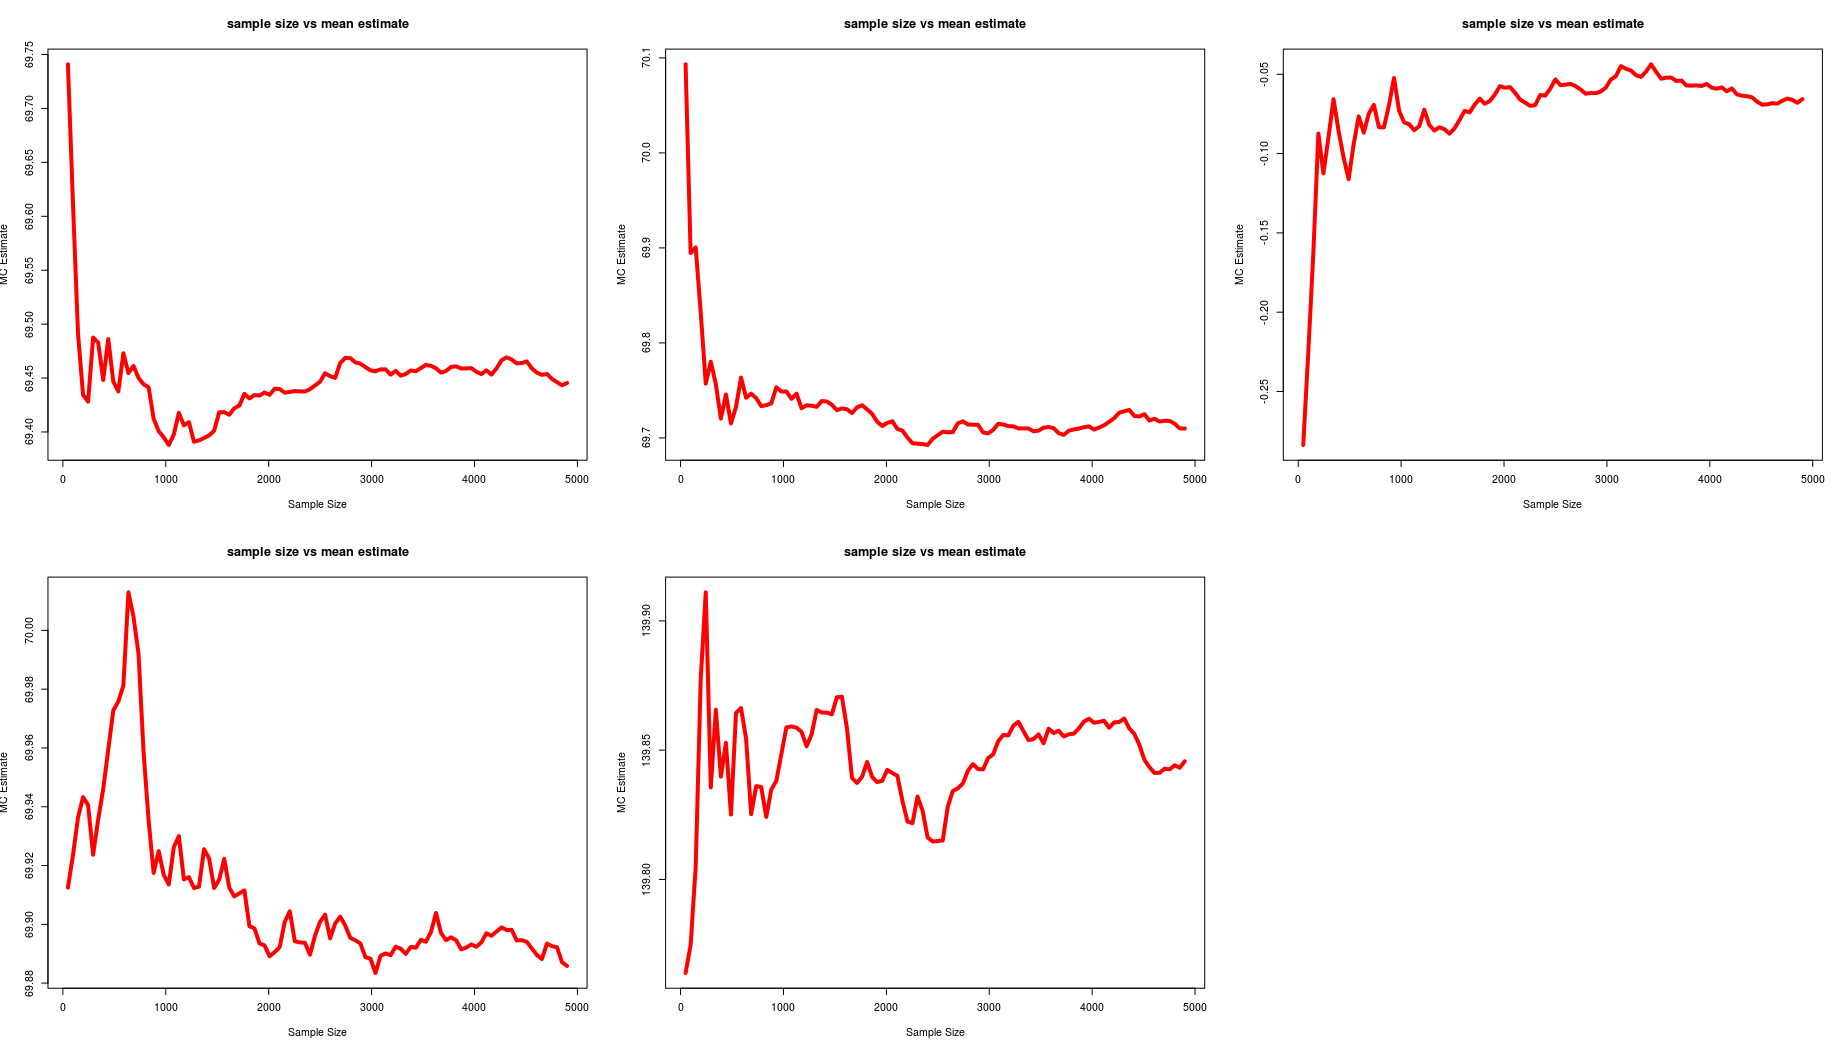 sample size vs mean estimate
MC Estimate
69.75
69.70
69.65
69.60
69.55
69.50
69.45
69.40
0 1000 2000 3000 4000 5000
Sample Size
sample size vs mean estimate
MC Estimate
70.1
70.0
69.9
69.8
69.7
0 1000 2000 3000 4000 5000
Sample Size
sample size vs mean estimate
MC Estimate
-0.05
-0.10
-0.15
-0.20
-0.25
0 1000 2000 3000 4000 5000
Sample Size
sample size vs mean estimate
MC Estimate
70.00
69.98
69.96
69.94
69.92
69.90
69.88
0 1000 2000 3000 4000 5000
Sample Size
sample size vs mean estimate
MC Estimate
139.90
139.85
139.80
0 1000 2000 3000 4000 5000
Sample Size